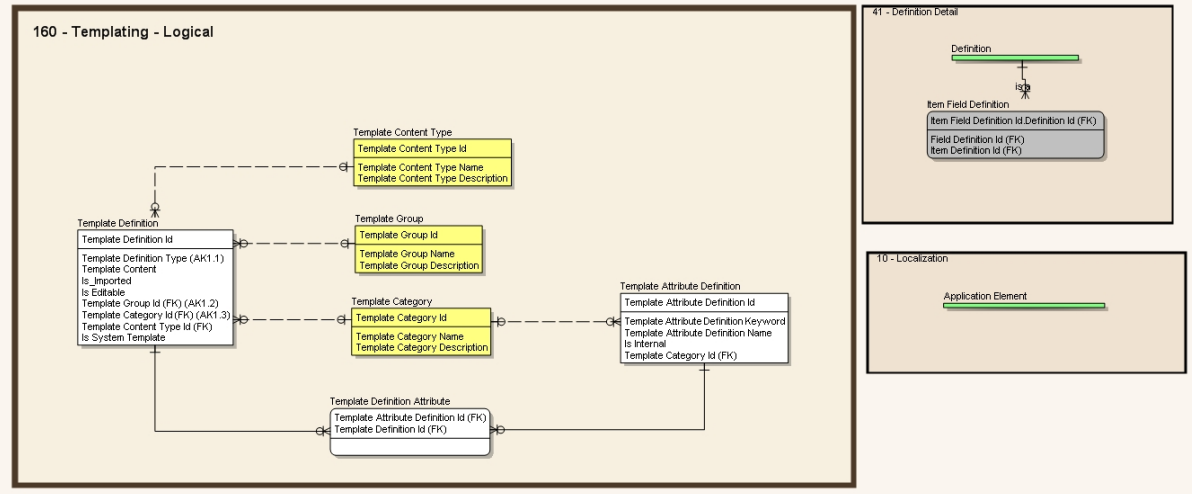 160 - Templating - Logical
Template Content Type
Template Content Type Id
Template Content Type Name
Template Content Type Description
Template Definition
Template Definition Id
Template Definition Type (AK1.1)
Template Content
Is_Imported
Is Editable
Template Group Id (FK) (AK1.2)
Template Category Id (FK) (AK1.3)
Template Content Type Id (FK)
Is System Template
Template Group
Template Group Id
Template Group Name
Template Group Description
Template Category
Template Category Id
Template Category Name
Template Category Description
Template Attribute Definition
Template Attribute Definition Id
Template Attribute Definition Keyword
Template Attribute Definition Name
Is Internal
Template Category Id (FK)
Template Definition Attribute
Template Attribute Definition Id (FK)
Template Definition Id (FK)
41 - Definition Detail
Definition
is a
Item Field Definition
Item Field Definition Id.Definition Id (FK)
Field Definition Id (FK)
Item Definition Id (FK)
10 - Localization
Application Element